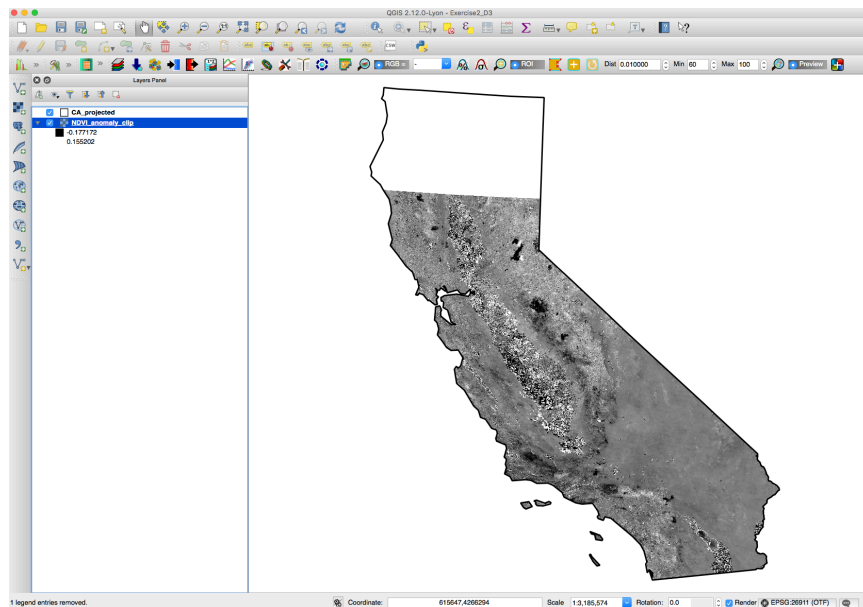 QGIS 2.12.0-Lyon - Exercise2_D3
CSW
RGB = - ROI Dist 0.010000 Min 60 Max 100 Preview
Layers Panel
CA_projected
NDVI_anomaly_clip
-0.177172
0.155202
1 legend entries removed. Coordinate: 615647,4266294 Scale 1:3,185,574 Rotation: 0.0 Render EPSG:26911 (OTF)